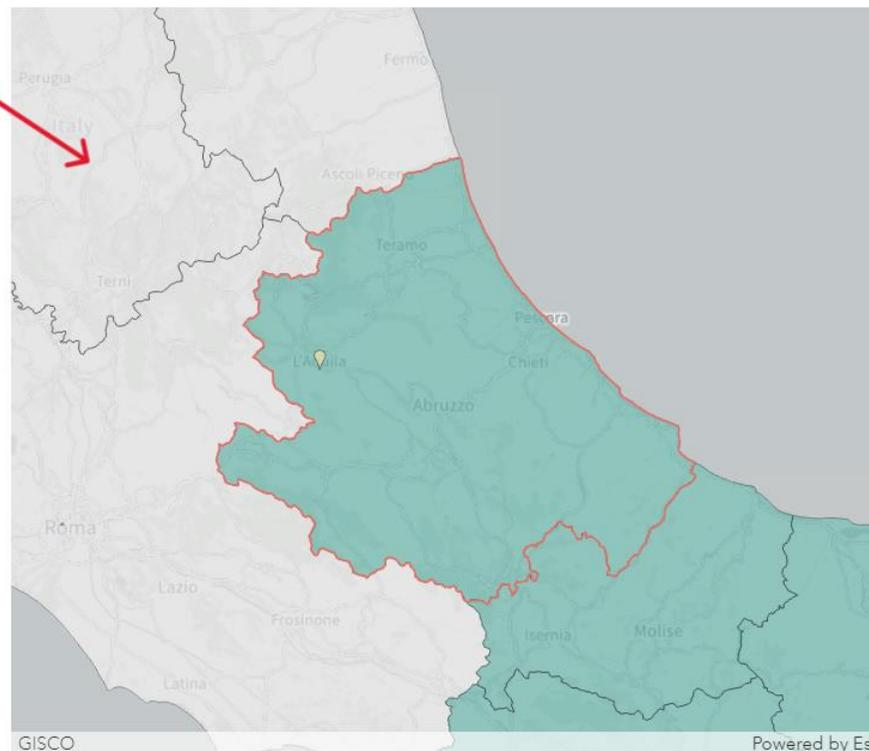 Fermo
Perugia
Italy
Ascoli Piceno
Teramo
Terni
Pescara
L'Aquila
Chieti
Abruzzo
Roma
Lazio
Frosinone
Isernia
Molise
Latina
GISCO
Powered by Es